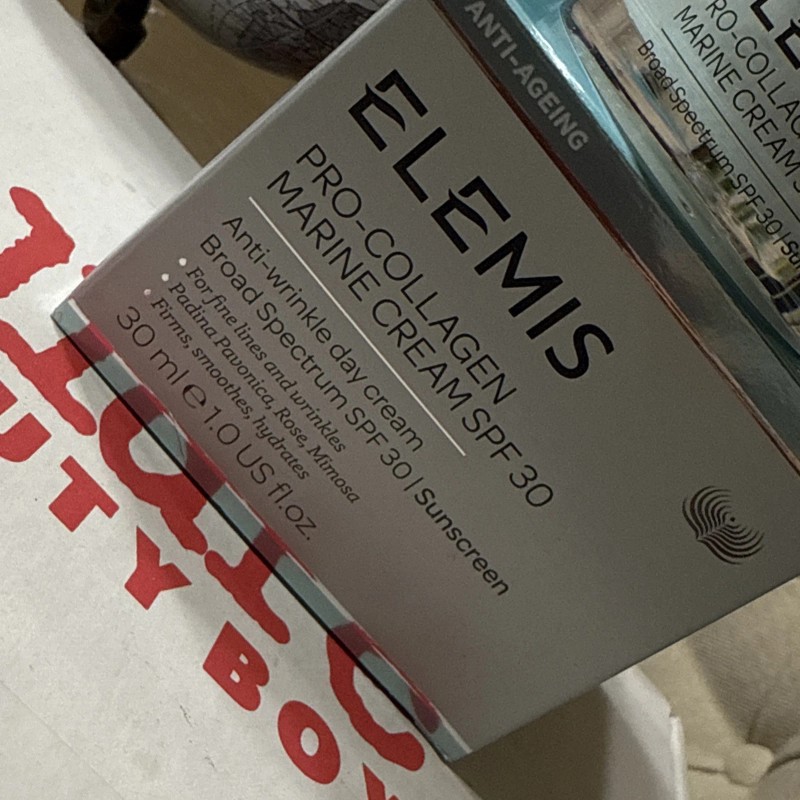 ANTI-AGEING
ELEMIS
PRO-COLLAGEN
MARINE CREAM SPF 30
Anti-wrinkle day cream
Broad Spectrum SPF 30 | Sunscreen
• For fine lines and wrinkles
• Padina Pavonica, Rose, Mimosa
• Firms, smoothes, hydrates
30 ml e 1.0 US fl.oz.
MARINE CREAM
Broad Spectrum SPF 30 |
UTY BOX